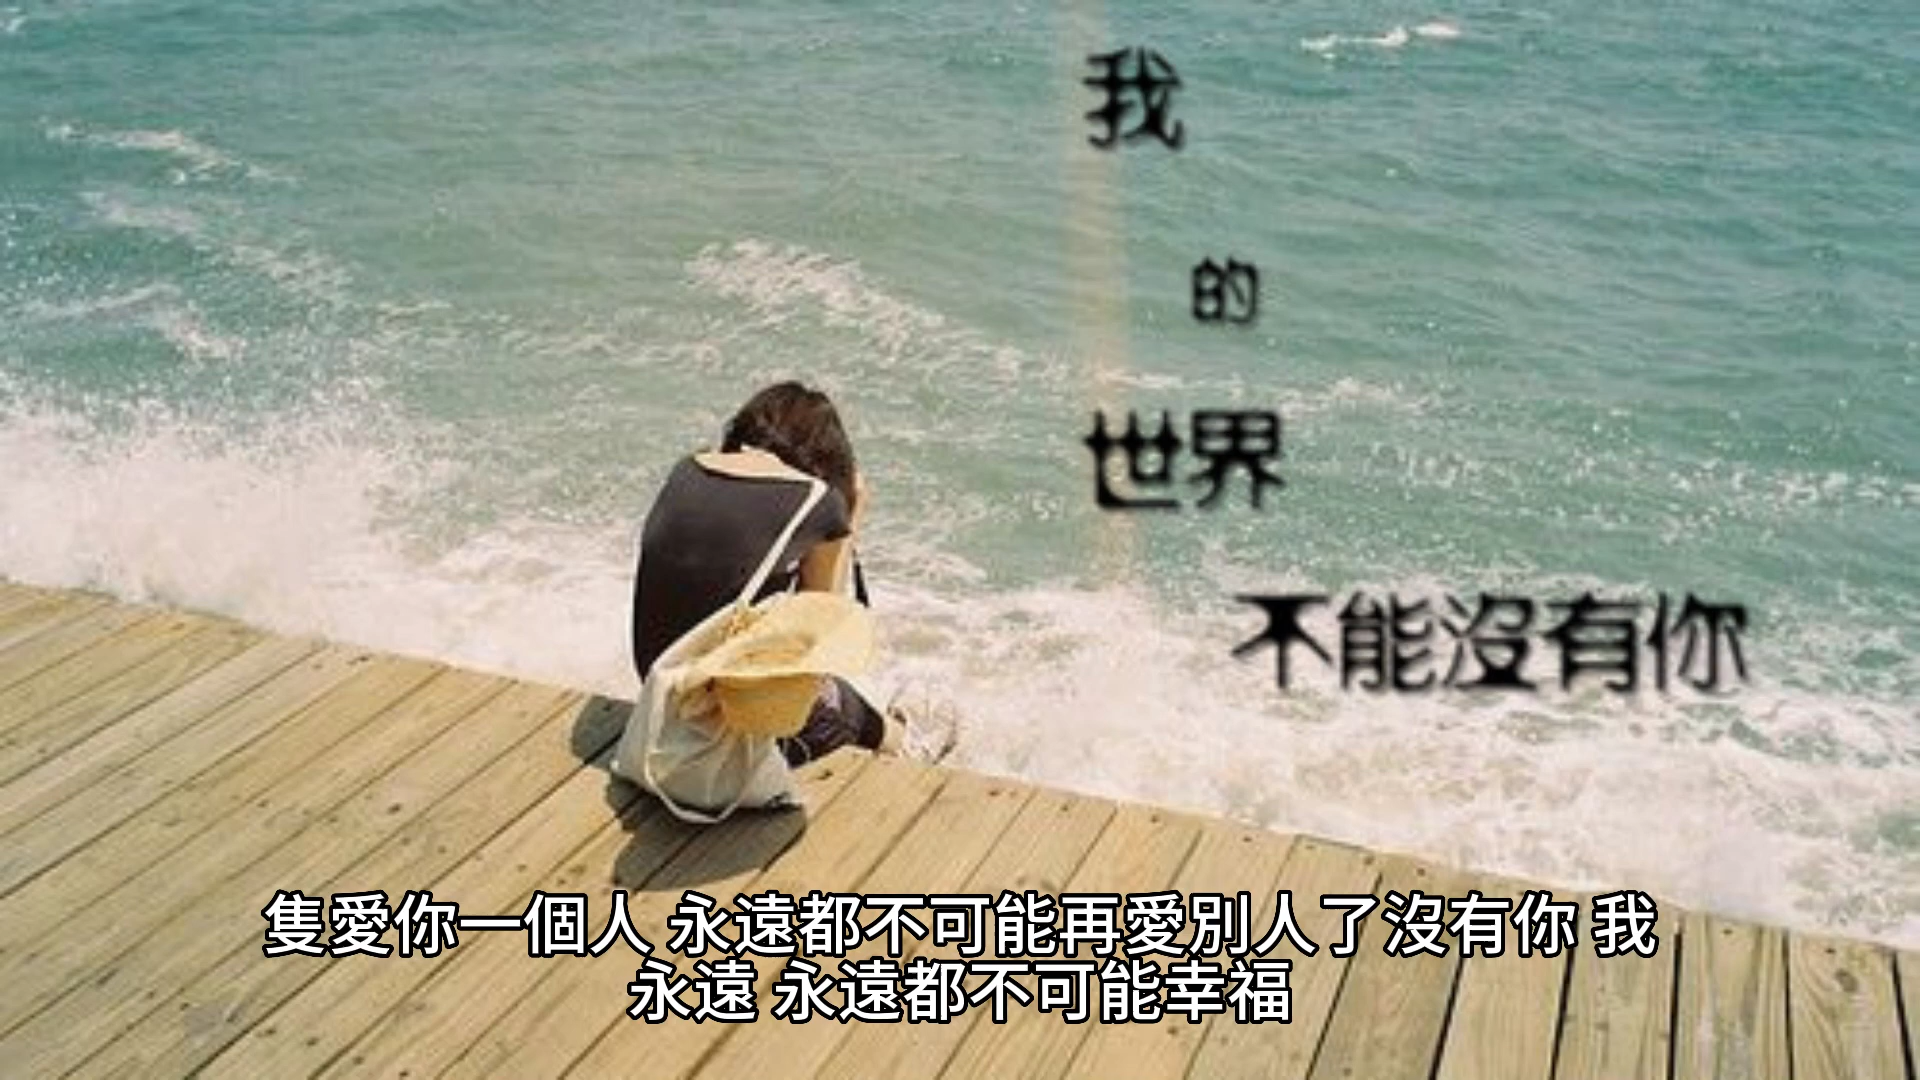 我
的
世界
不能沒有你
隻愛你一個人 永遠都不可能再愛別人了沒有你 我
永遠 永遠都不可能幸福